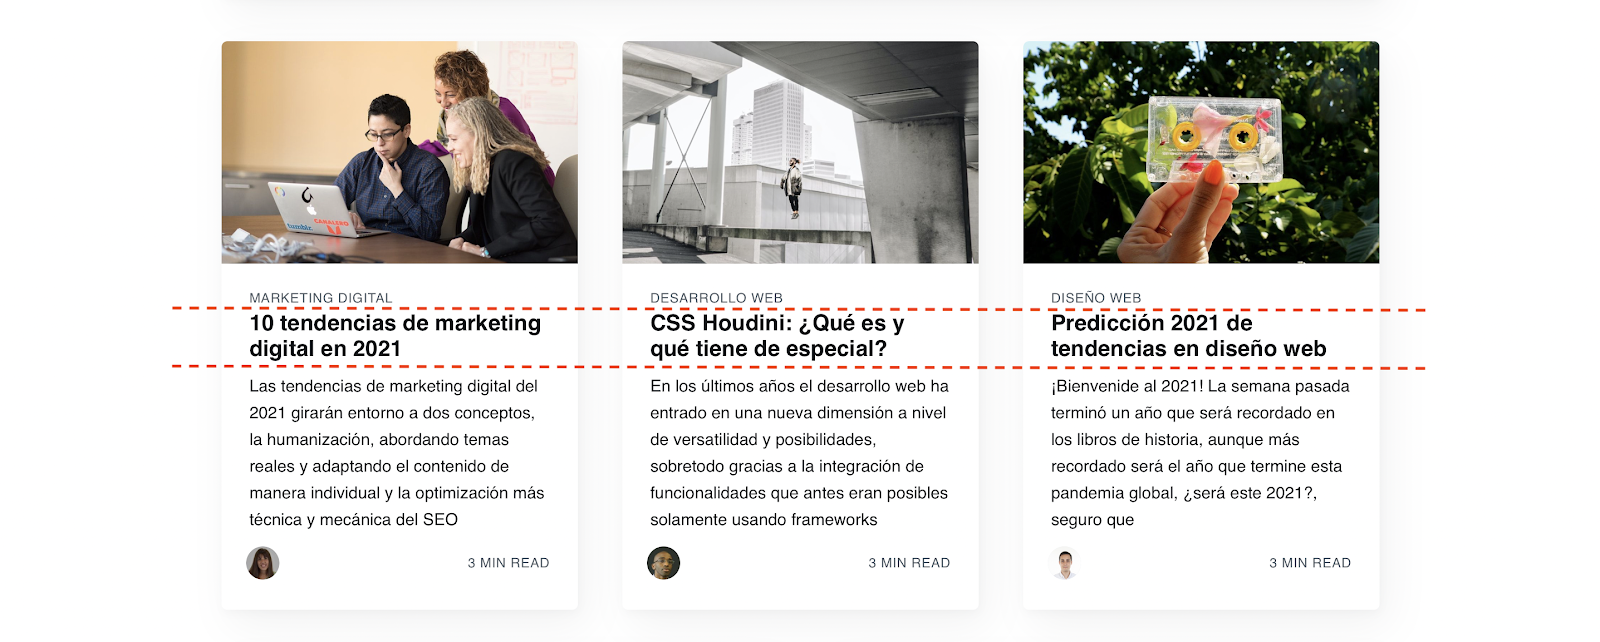 tumblr.
MARKETING DIGITAL
10 tendencias de marketing
digital en 2021
Las tendencias de marketing digital del
2021 girarán entorno a dos conceptos,
la humanización, abordando temas
reales y adaptando el contenido de
manera individual y la optimización más
técnica y mecánica del SEO
3 MIN READ
DESARROLLO WEB
CSS Houdini: ¿Qué es y
qué tiene de especial?
En los últimos años el desarrollo web ha
entrado en una nueva dimensión a nivel
de versatilidad y posibilidades,
sobretodo gracias a la integración de
funcionalidades que antes eran posibles
solamente usando frameworks
3 MIN READ
DISEÑO WEB
Predicción 2021 de
tendencias en diseño web
¡Bienvenide al 2021! La semana pasada
terminó un año que será recordado en
los libros de historia, aunque más
recordado será el año que termine esta
pandemia global, ¿será este 2021?,
seguro que
3 MIN READ